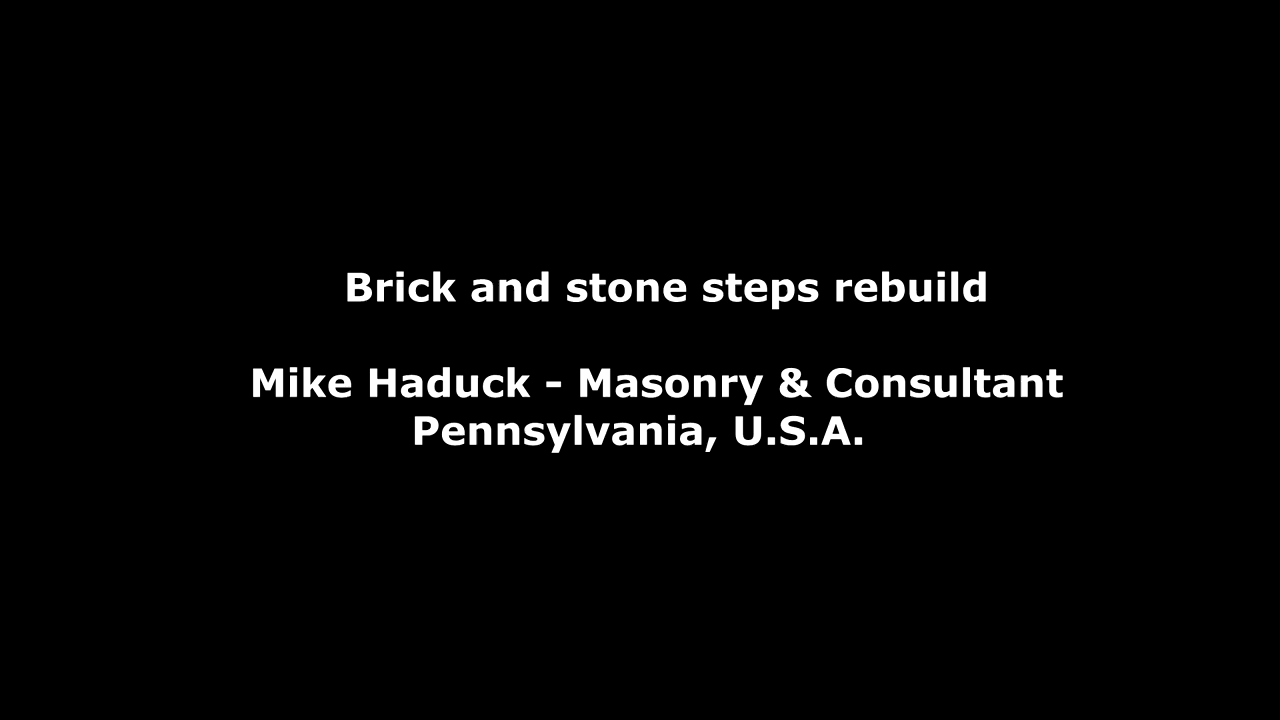 Brick and stone steps rebuild
Mike Haduck - Masonry & Consultant
Pennsylvania, U.S.A.